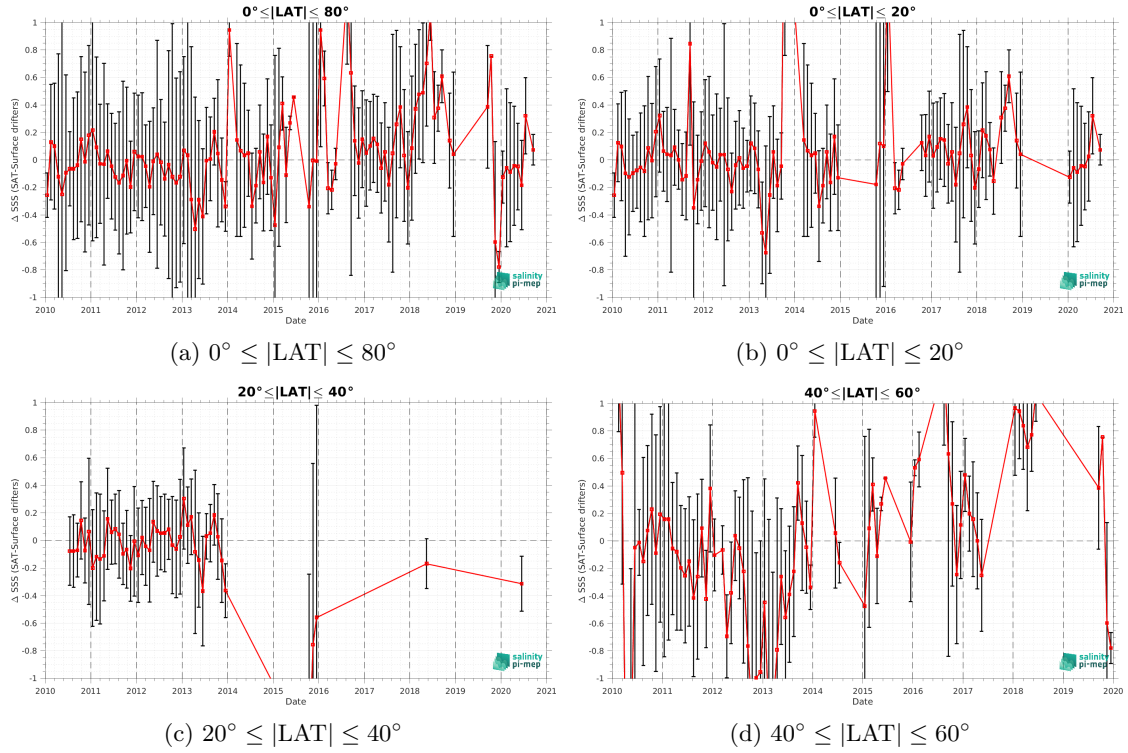 0°≤|LAT|≤ 80°
Δ SSS (SAT-Surface drifters)
1
0.8
0.6
0.4
0.2
0
-0.2
-0.4
-0.6
-0.8
-1
2010 2011 2012 2013 2014 2015 2016 2017 2018 2019 2020 2021
Date
salinity
pi-mep
(a) 0° ≤ |LAT| ≤ 80°
0°≤|LAT|≤ 20°
Δ SSS (SAT-Surface drifters)
1
0.8
0.6
0.4
0.2
0
-0.2
-0.4
-0.6
-0.8
-1
2010 2011 2012 2013 2014 2015 2016 2017 2018 2019 2020 2021
Date
salinity
pi-mep
(b) 0° ≤ |LAT| ≤ 20°
20°≤|LAT|≤ 40°
Δ SSS (SAT-Surface drifters)
1
0.8
0.6
0.4
0.2
0
-0.2
-0.4
-0.6
-0.8
-1
2010 2011 2012 2013 2014 2015 2016 2017 2018 2019 2020 2021
Date
salinity
pi-mep
(c) 20° ≤ |LAT| ≤ 40°
40°≤|LAT|≤ 60°
Δ SSS (SAT-Surface drifters)
1
0.8
0.6
0.4
0.2
0
-0.2
-0.4
-0.6
-0.8
-1
2010 2011 2012 2013 2014 2015 2016 2017 2018 2019 2020
Date
salinity
pi-mep
(d) 40° ≤ |LAT| ≤ 60°